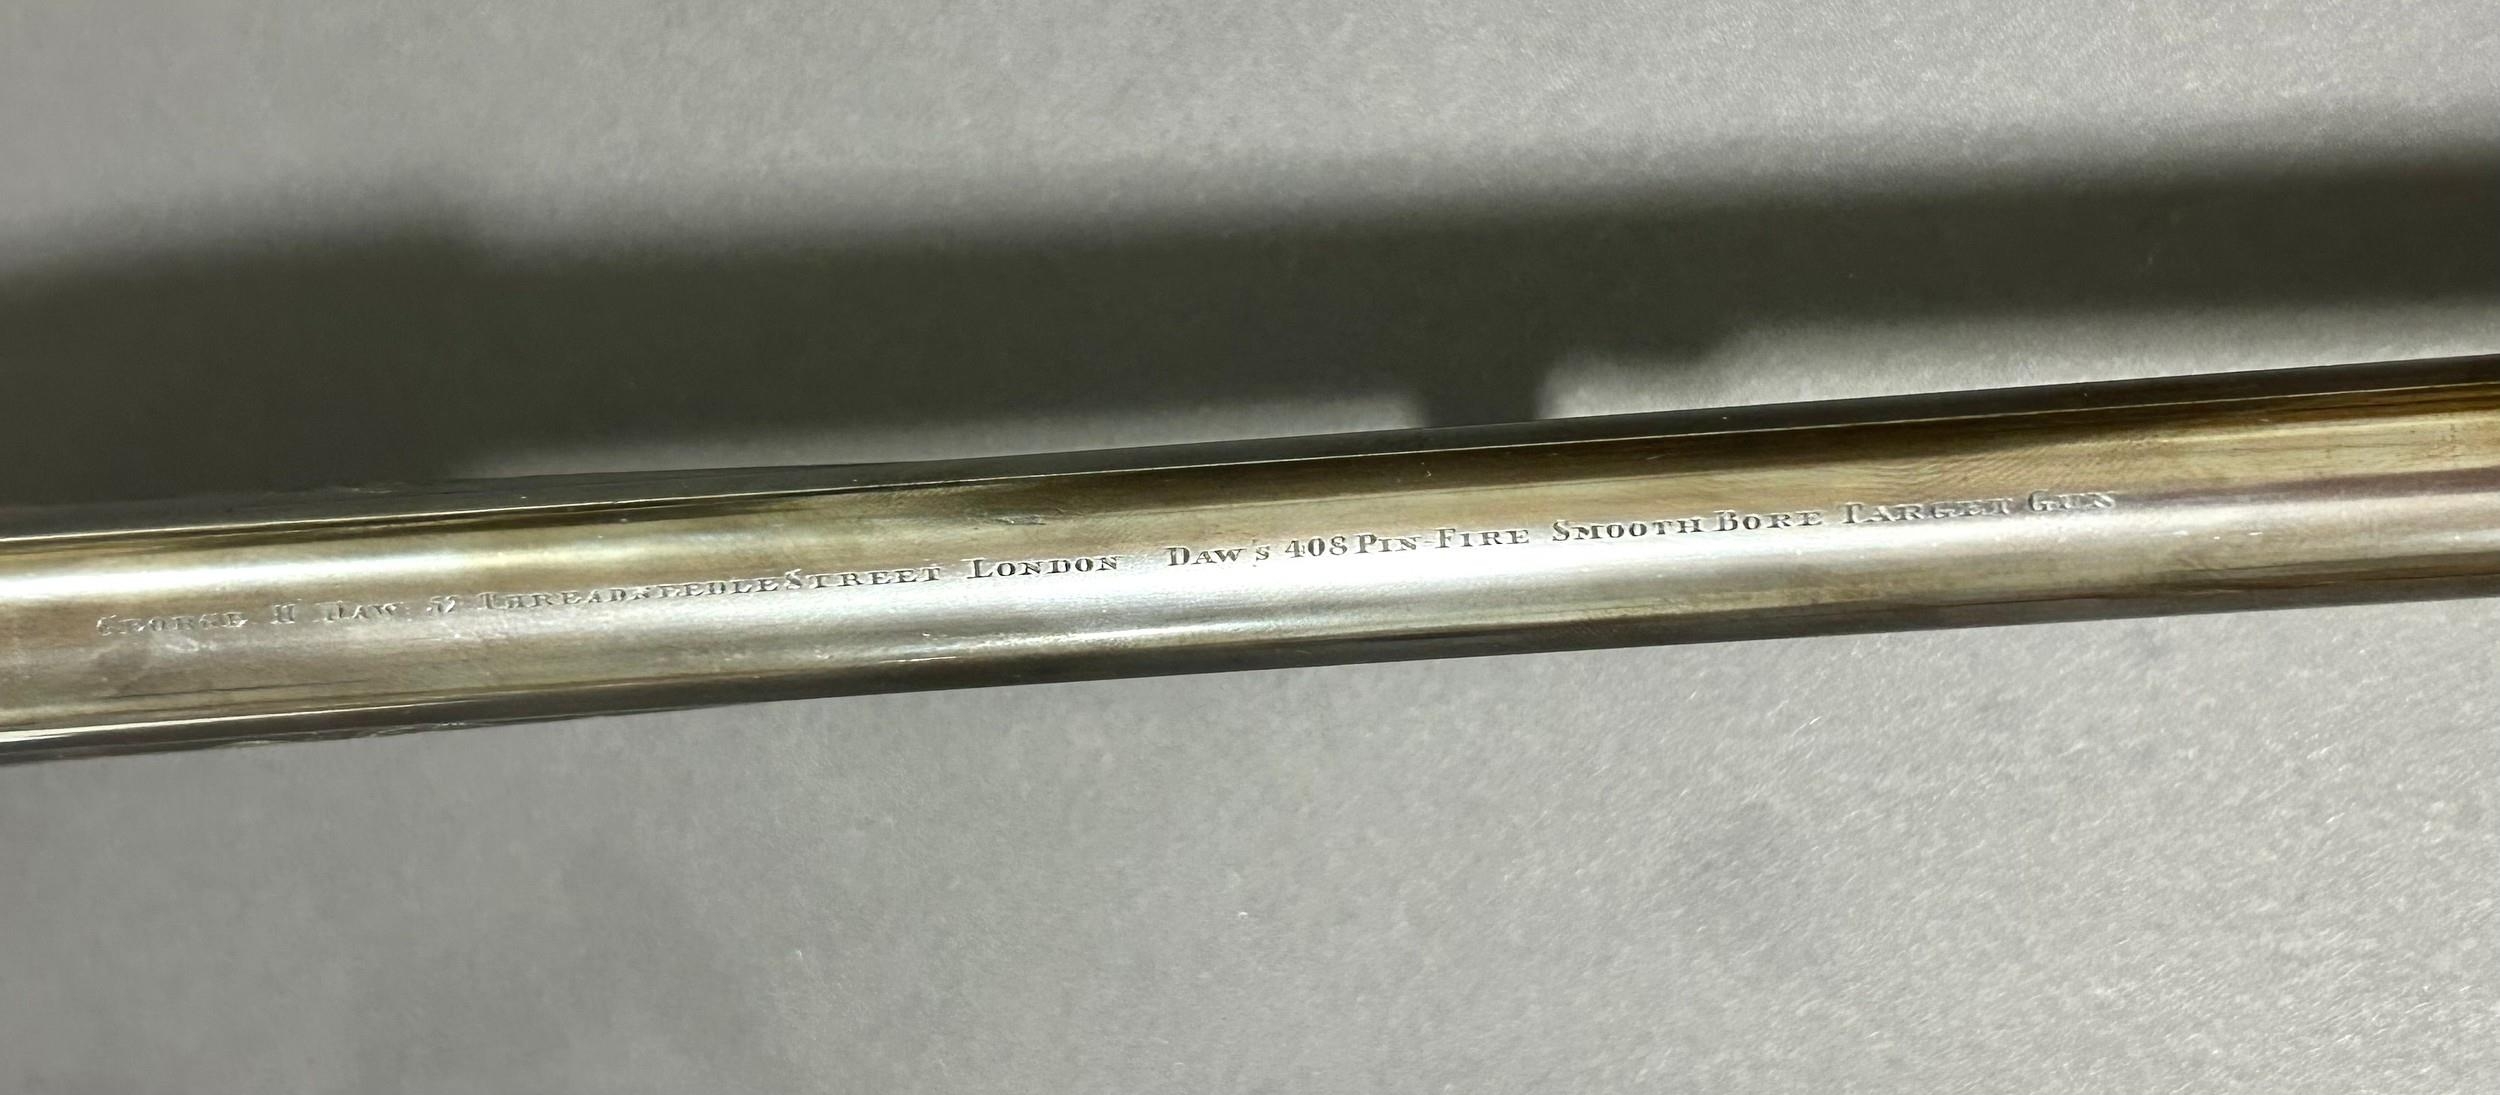 GEORGE H DAW 57 THREADNEEDLE STREET LONDON DAW'S 408 PIN-FIRE SMOOTH BORE TARGET GUN